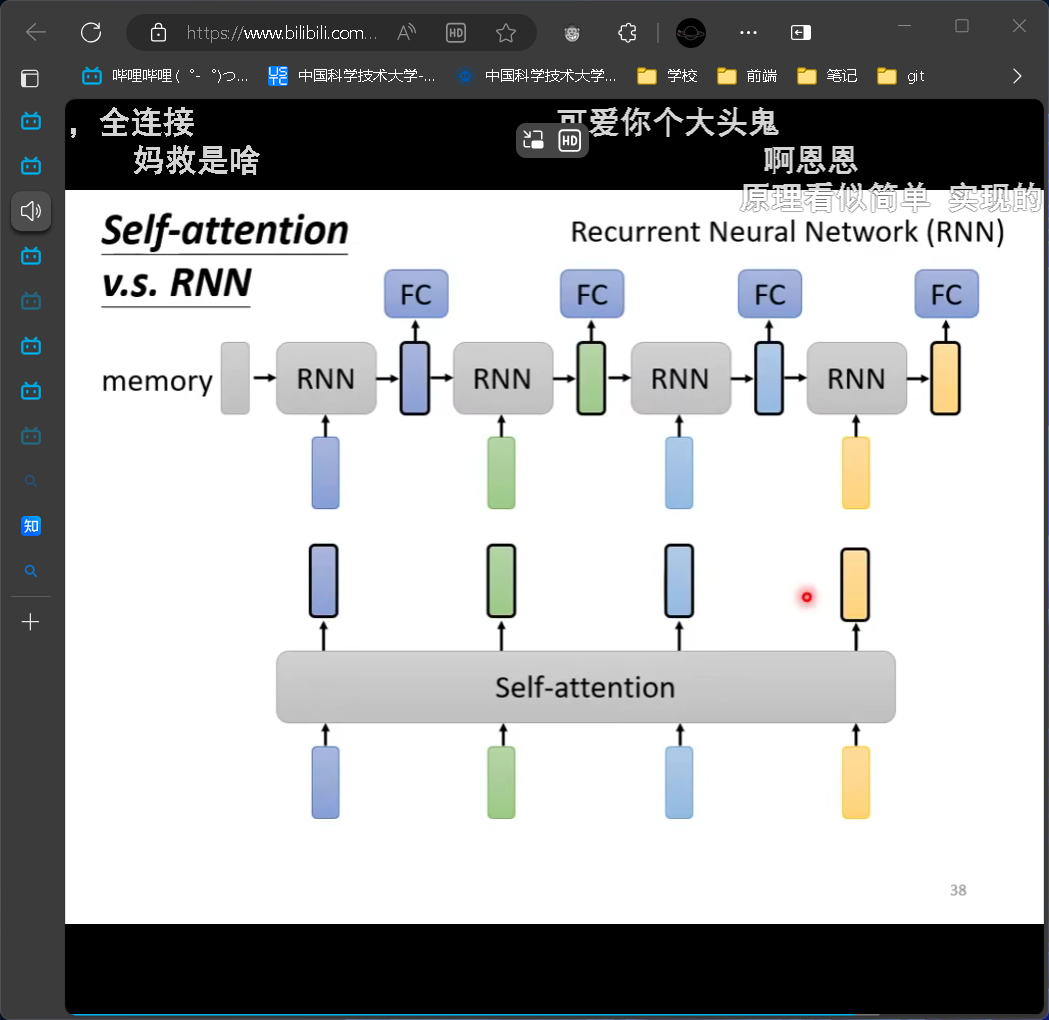 https://www.bilibili.com...
HD
哔哩哔哩 (゜-゜)つ...
中国科学技术大学-...
中国科学技术大学...
学校
前端
笔记
git
，全连接
可爱你个大头鬼
HD
妈救是啥
啊恩恩
原理看似简单 实现的
Self-attention
v.s. RNN
Recurrent Neural Network (RNN)
FC
FC
FC
FC
memory
RNN
RNN
RNN
RNN
知
Self-attention
38